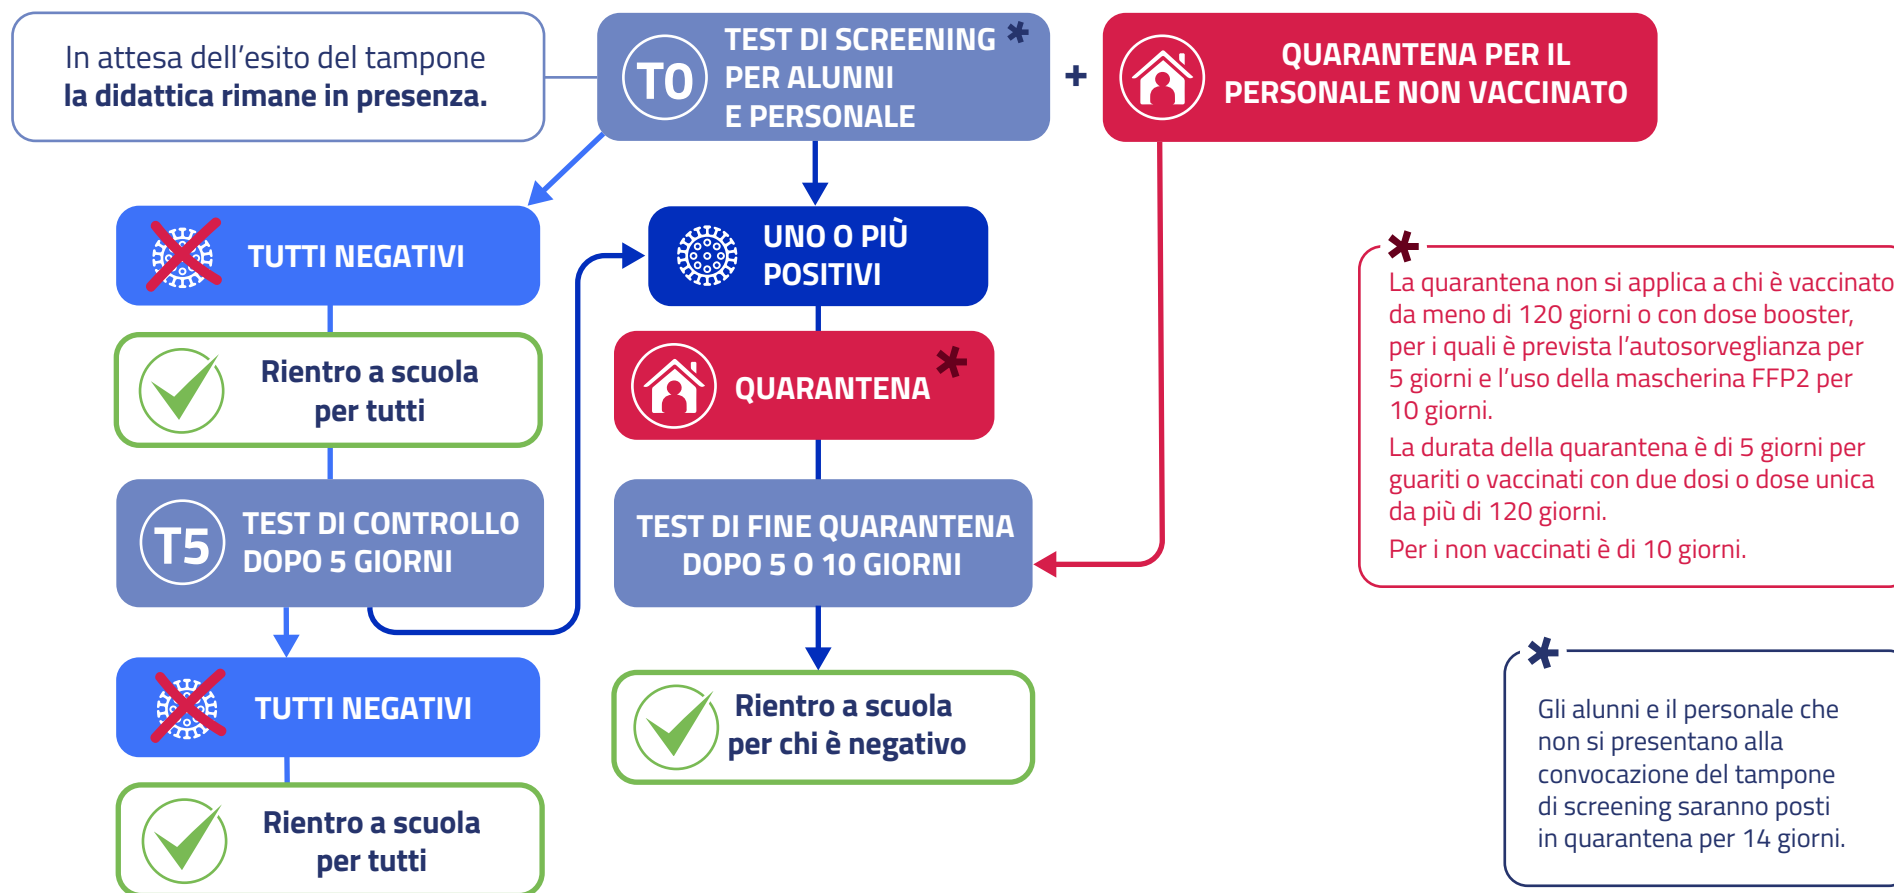 In attesa dell’esito del tampone
la didattica rimane in presenza.
T0
TEST DI SCREENING *
PER ALUNNI
E PERSONALE
+
QUARANTENA PER IL
PERSONALE NON VACCINATO
TUTTI NEGATIVI
UNO O PIÙ
POSITIVI
Rientro a scuola
per tutti
QUARANTENA *
T5
TEST DI CONTROLLO
DOPO 5 GIORNI
TEST DI FINE QUARANTENA
DOPO 5 O 10 GIORNI
TUTTI NEGATIVI
Rientro a scuola
per chi è negativo
Rientro a scuola
per tutti
*
La quarantena non si applica a chi è vaccinato
da meno di 120 giorni o con dose booster,
per i quali è prevista l’autosorveglianza per
5 giorni e l’uso della mascherina FFP2 per
10 giorni.
La durata della quarantena è di 5 giorni per
guariti o vaccinati con due dosi o dose unica
da più di 120 giorni.
Per i non vaccinati è di 10 giorni.
*
Gli alunni e il personale che
non si presentano alla
convocazione del tampone
di screening saranno posti
in quarantena per 14 giorni.